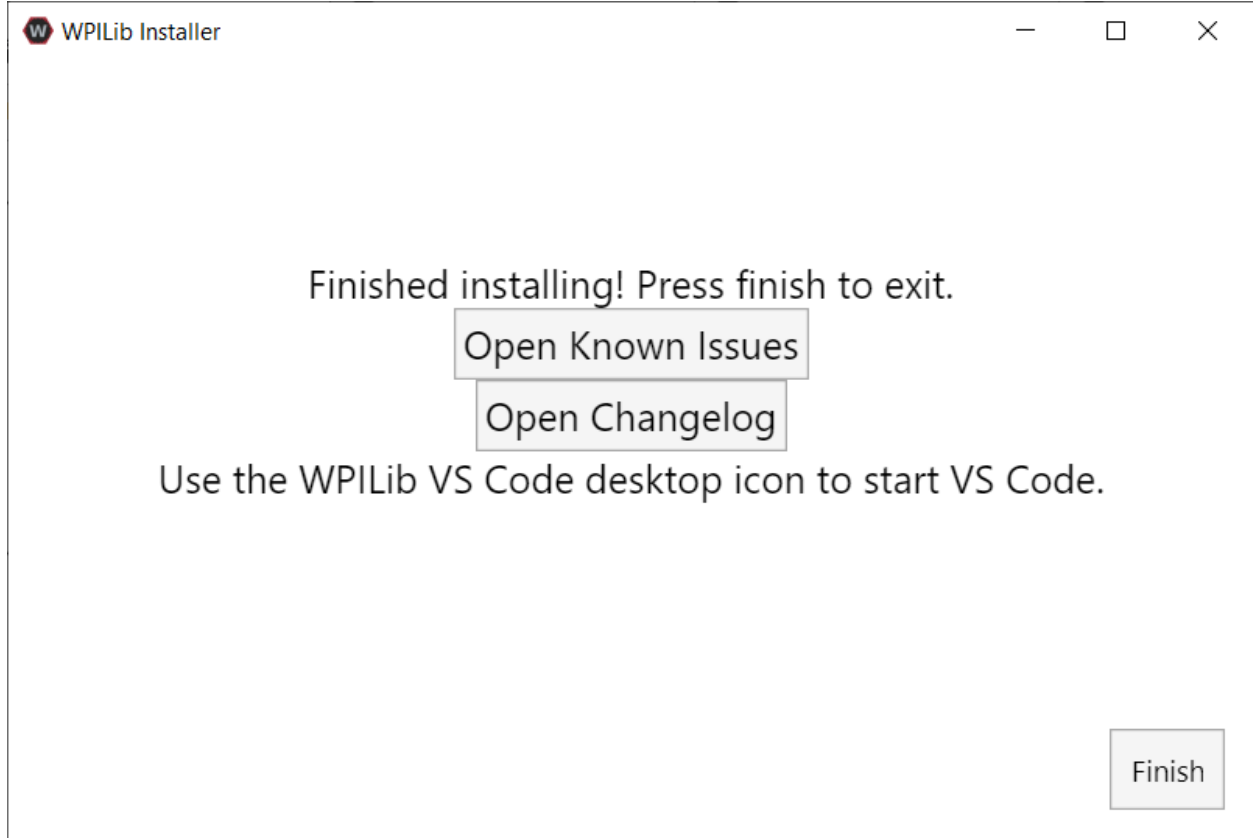 W WPILib Installer
Finished installing! Press finish to exit.
Open Known Issues
Open Changelog
Use the WPILib VS Code desktop icon to start VS Code.
Finish